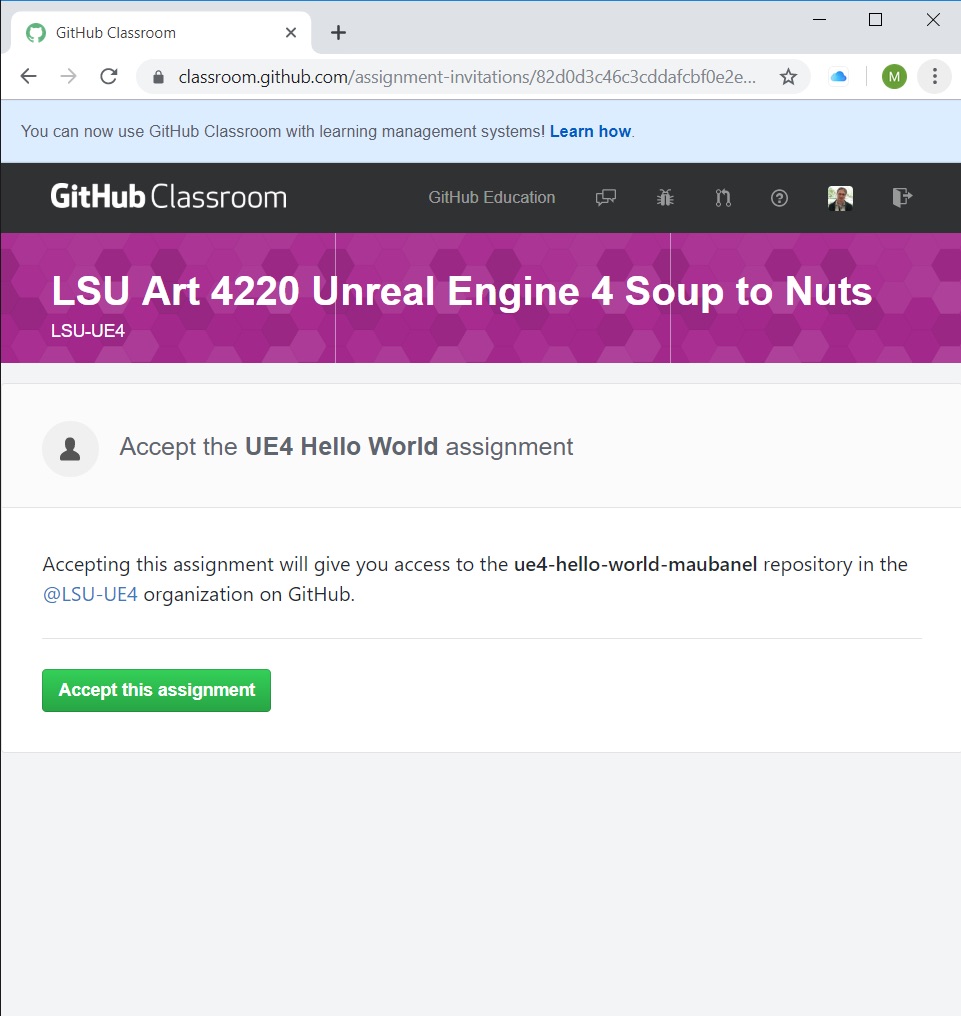 GitHub Classroom
classroom.github.com/assignment-invitations/82d0d3c46c3cddafcbf0e2e...
M
You can now use GitHub Classroom with learning management systems! Learn how.
GitHub Classroom
GitHub Education
LSU Art 4220 Unreal Engine 4 Soup to Nuts
LSU-UE4
Accept the UE4 Hello World assignment
Accepting this assignment will give you access to the ue4-hello-world-maubanel repository in the
@LSU-UE4 organization on GitHub.
Accept this assignment